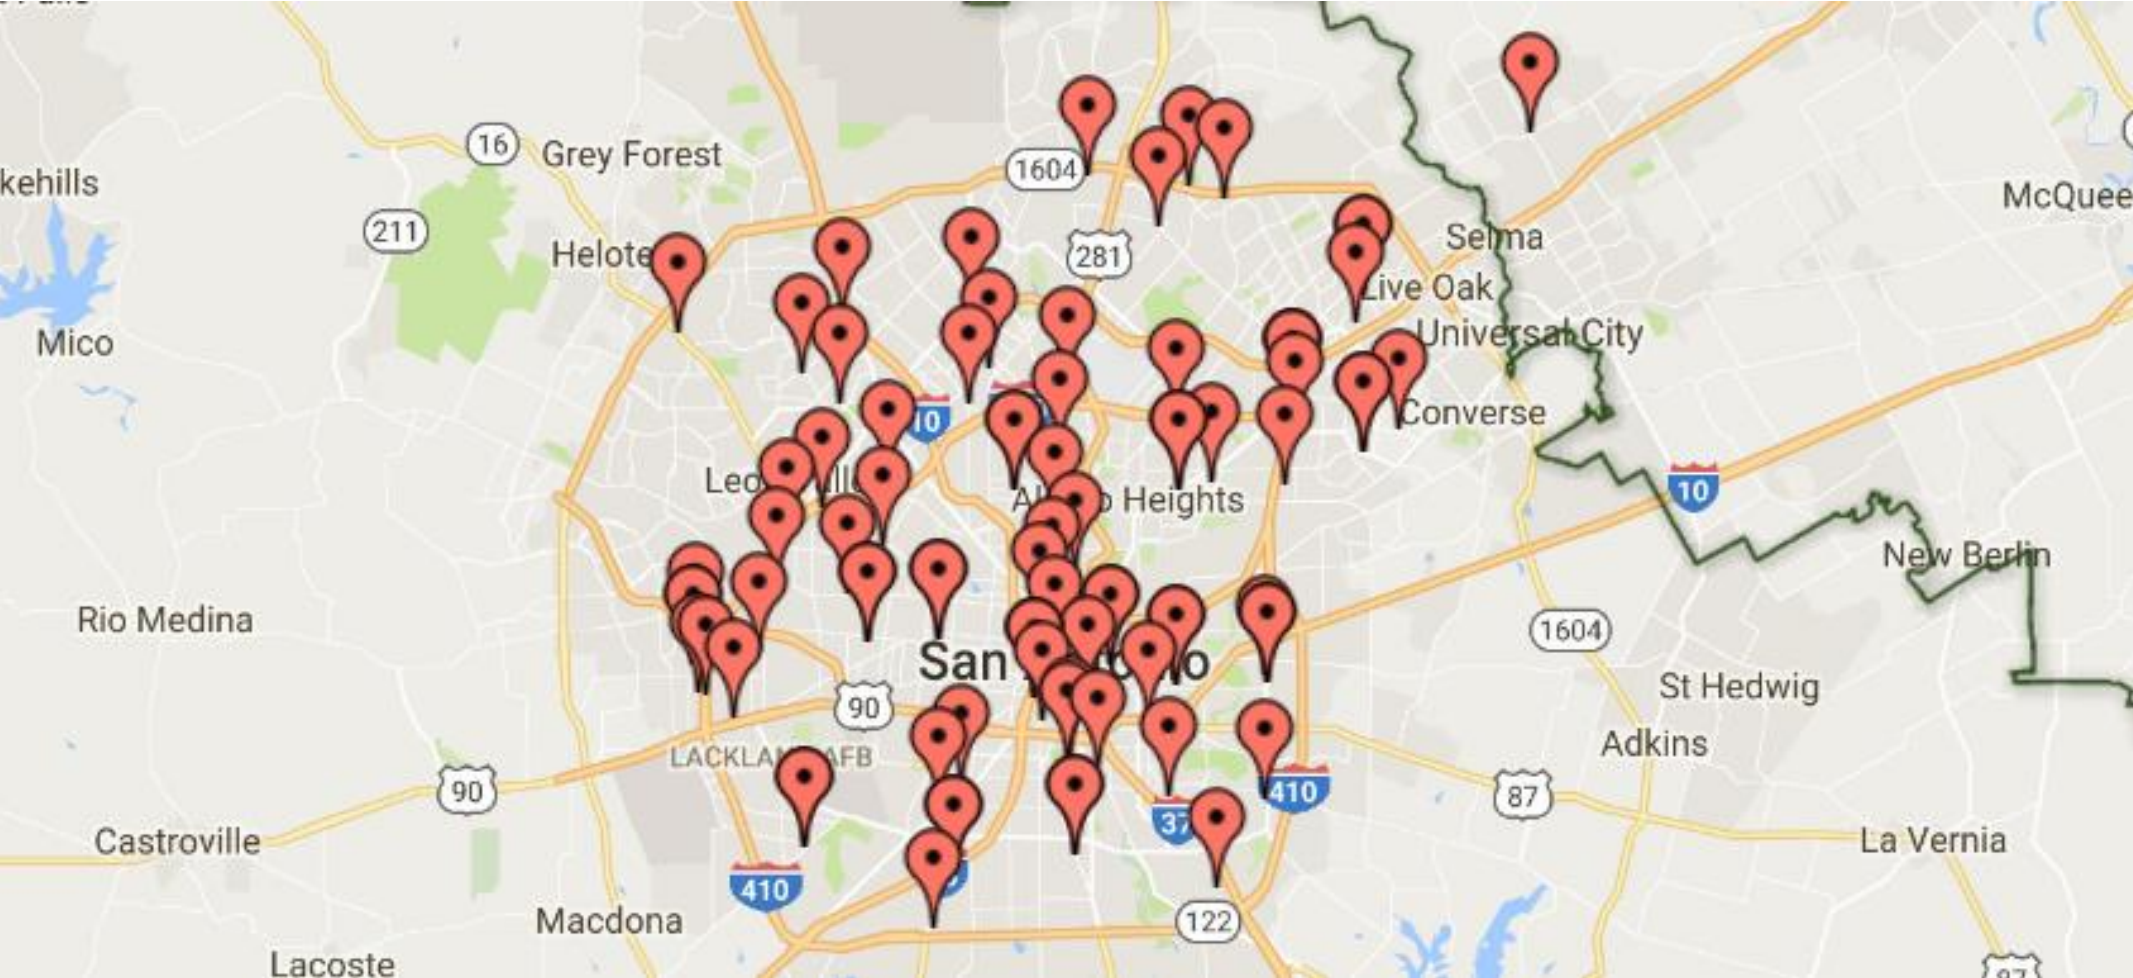 16
Grey Forest
1604
kehills
McQuee
211
Selma
281
Helote
Live Oak
Universal City
Mico
Converse
10
Leo
Heights
10
New Berlin
Rio Medina
1604
San
St Hedwig
90
Adkins
LACKLAN AFB
90
410
87
37
Castroville
La Vernia
410
Macdona
122
Lacoste